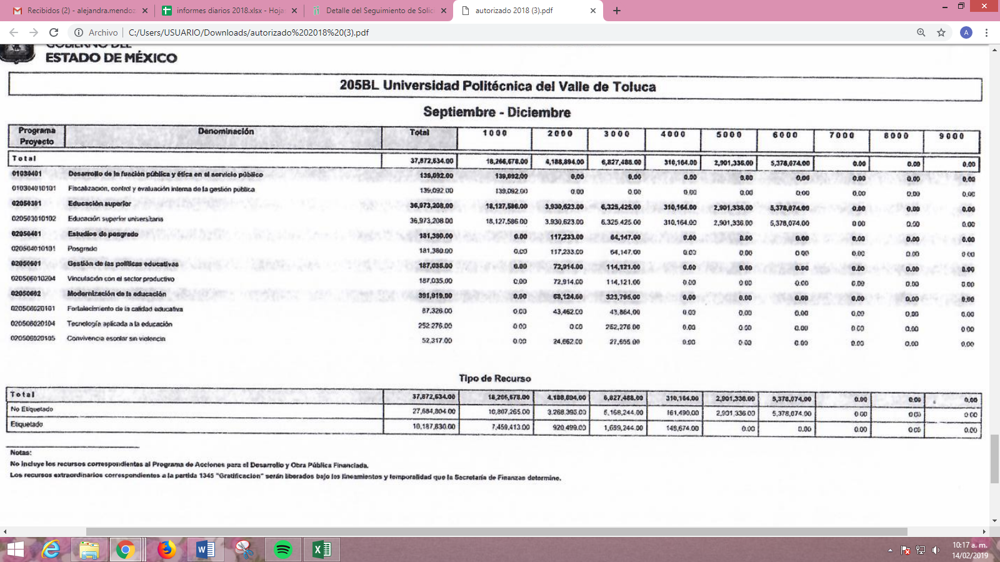 Recibidos (2) - alejandra.mendoz
informes diarios 2018.xlsx - Hoja
Detalle del Seguimiento de Solic
autorizado 2018 (3).pdf
Archivo | C:/Users/USUARIO/Downloads/autorizado%202018%20(3).pdf
A
GOBIERNO DEL
ESTADO DE MÉXICO
205BL Universidad Politécnica del Valle de Toluca
Septiembre - Diciembre
Programa Proyecto Denominación Total 1000 2000 3000 4000 5000 6000 7000 8000 9000
Total 37,872,634.00 18,266,678.00 4,188,894.00 6,827,488.00 310,164.00 2,901,336.00 5,378,074.00 0.00 0.00 0.00
01030401 Desarrollo de la función pública y ética en el servicio público 139,092.00 139,092.00 0.00 0.00 0.00 0.00 0.00 0.00 0.00 0.00
010304010101 Fiscalización, control y evaluación interna de la gestión pública 139,092.00 139,092.00 0.00 0.00 0.00 0.00 0.00 0.00 0.00 0.00
02050301 Educación superior 36,973,208.00 18,127,586.00 3,930,623.00 6,325,425.00 310,164.00 2,901,336.00 5,378,074.00 0.00 0.00 0.00
020503010102 Educación superior universitaria 36,973,208.00 18,127,586.00 3,930,623.00 6,325,425.00 310,164.00 2,901,336.00 5,378,074.00 0.00 0.00 0.00
02050401 Estudios de posgrado 181,380.00 0.00 117,233.00 64,147.00 0.00 0.00 0.00 0.00 0.00 0.00
020504010101 Posgrado 181,380.00 0.00 117,233.00 64,147.00 0.00 0.00 0.00 0.00 0.00 0.00
02050601 Gestión de las políticas educativas 187,035.00 0.00 72,914.00 114,121.00 0.00 0.00 0.00 0.00 0.00 0.00
020506010204 Vinculación con el sector productivo 187,035.00 0.00 72,914.00 114,121.00 0.00 0.00 0.00 0.00 0.00 0.00
02050602 Modernización de la educación 391,919.00 0.00 68,124.00 323,795.00 0.00 0.00 0.00 0.00 0.00 0.00
020506020101 Fortalecimiento de la calidad educativa 87,326.00 0.00 43,462.00 43,864.00 0.00 0.00 0.00 0.00 0.00 0.00
020506020104 Tecnología aplicada a la educación 252,276.00 0.00 0.00 252,276.00 0.00 0.00 0.00 0.00 0.00 0.00
020506020105 Convivencia escolar sin violencia 52,317.00 0.00 24,662.00 27,655.00 0.00 0.00 0.00 0.00 0.00 0.00
Tipo de Recurso
Total 37,872,634.00 18,266,678.00 4,188,894.00 6,827,488.00 310,164.00 2,901,336.00 5,378,074.00 0.00 0.00 0.00
No Etiquetado 27,684,804.00 10,807,265.00 3,268,395.00 5,168,244.00 161,490.00 2,901,336.00 5,378,074.00 0.00 0.00 0.00
Etiquetado 10,187,830.00 7,459,413.00 920,499.00 1,659,244.00 148,674.00 0.00 0.00 0.00 0.00 0.00
Notas:
No incluye los recursos correspondientes al Programa de Acciones para el Desarrollo y Obra Pública Financiada.
Los recursos extraordinarios correspondientes a la partida 1345 "Gratificación" serán liberados bajo los lineamientos y temporalidad que la Secretaría de Finanzas determine.
10:17 a. m.
14/02/2019